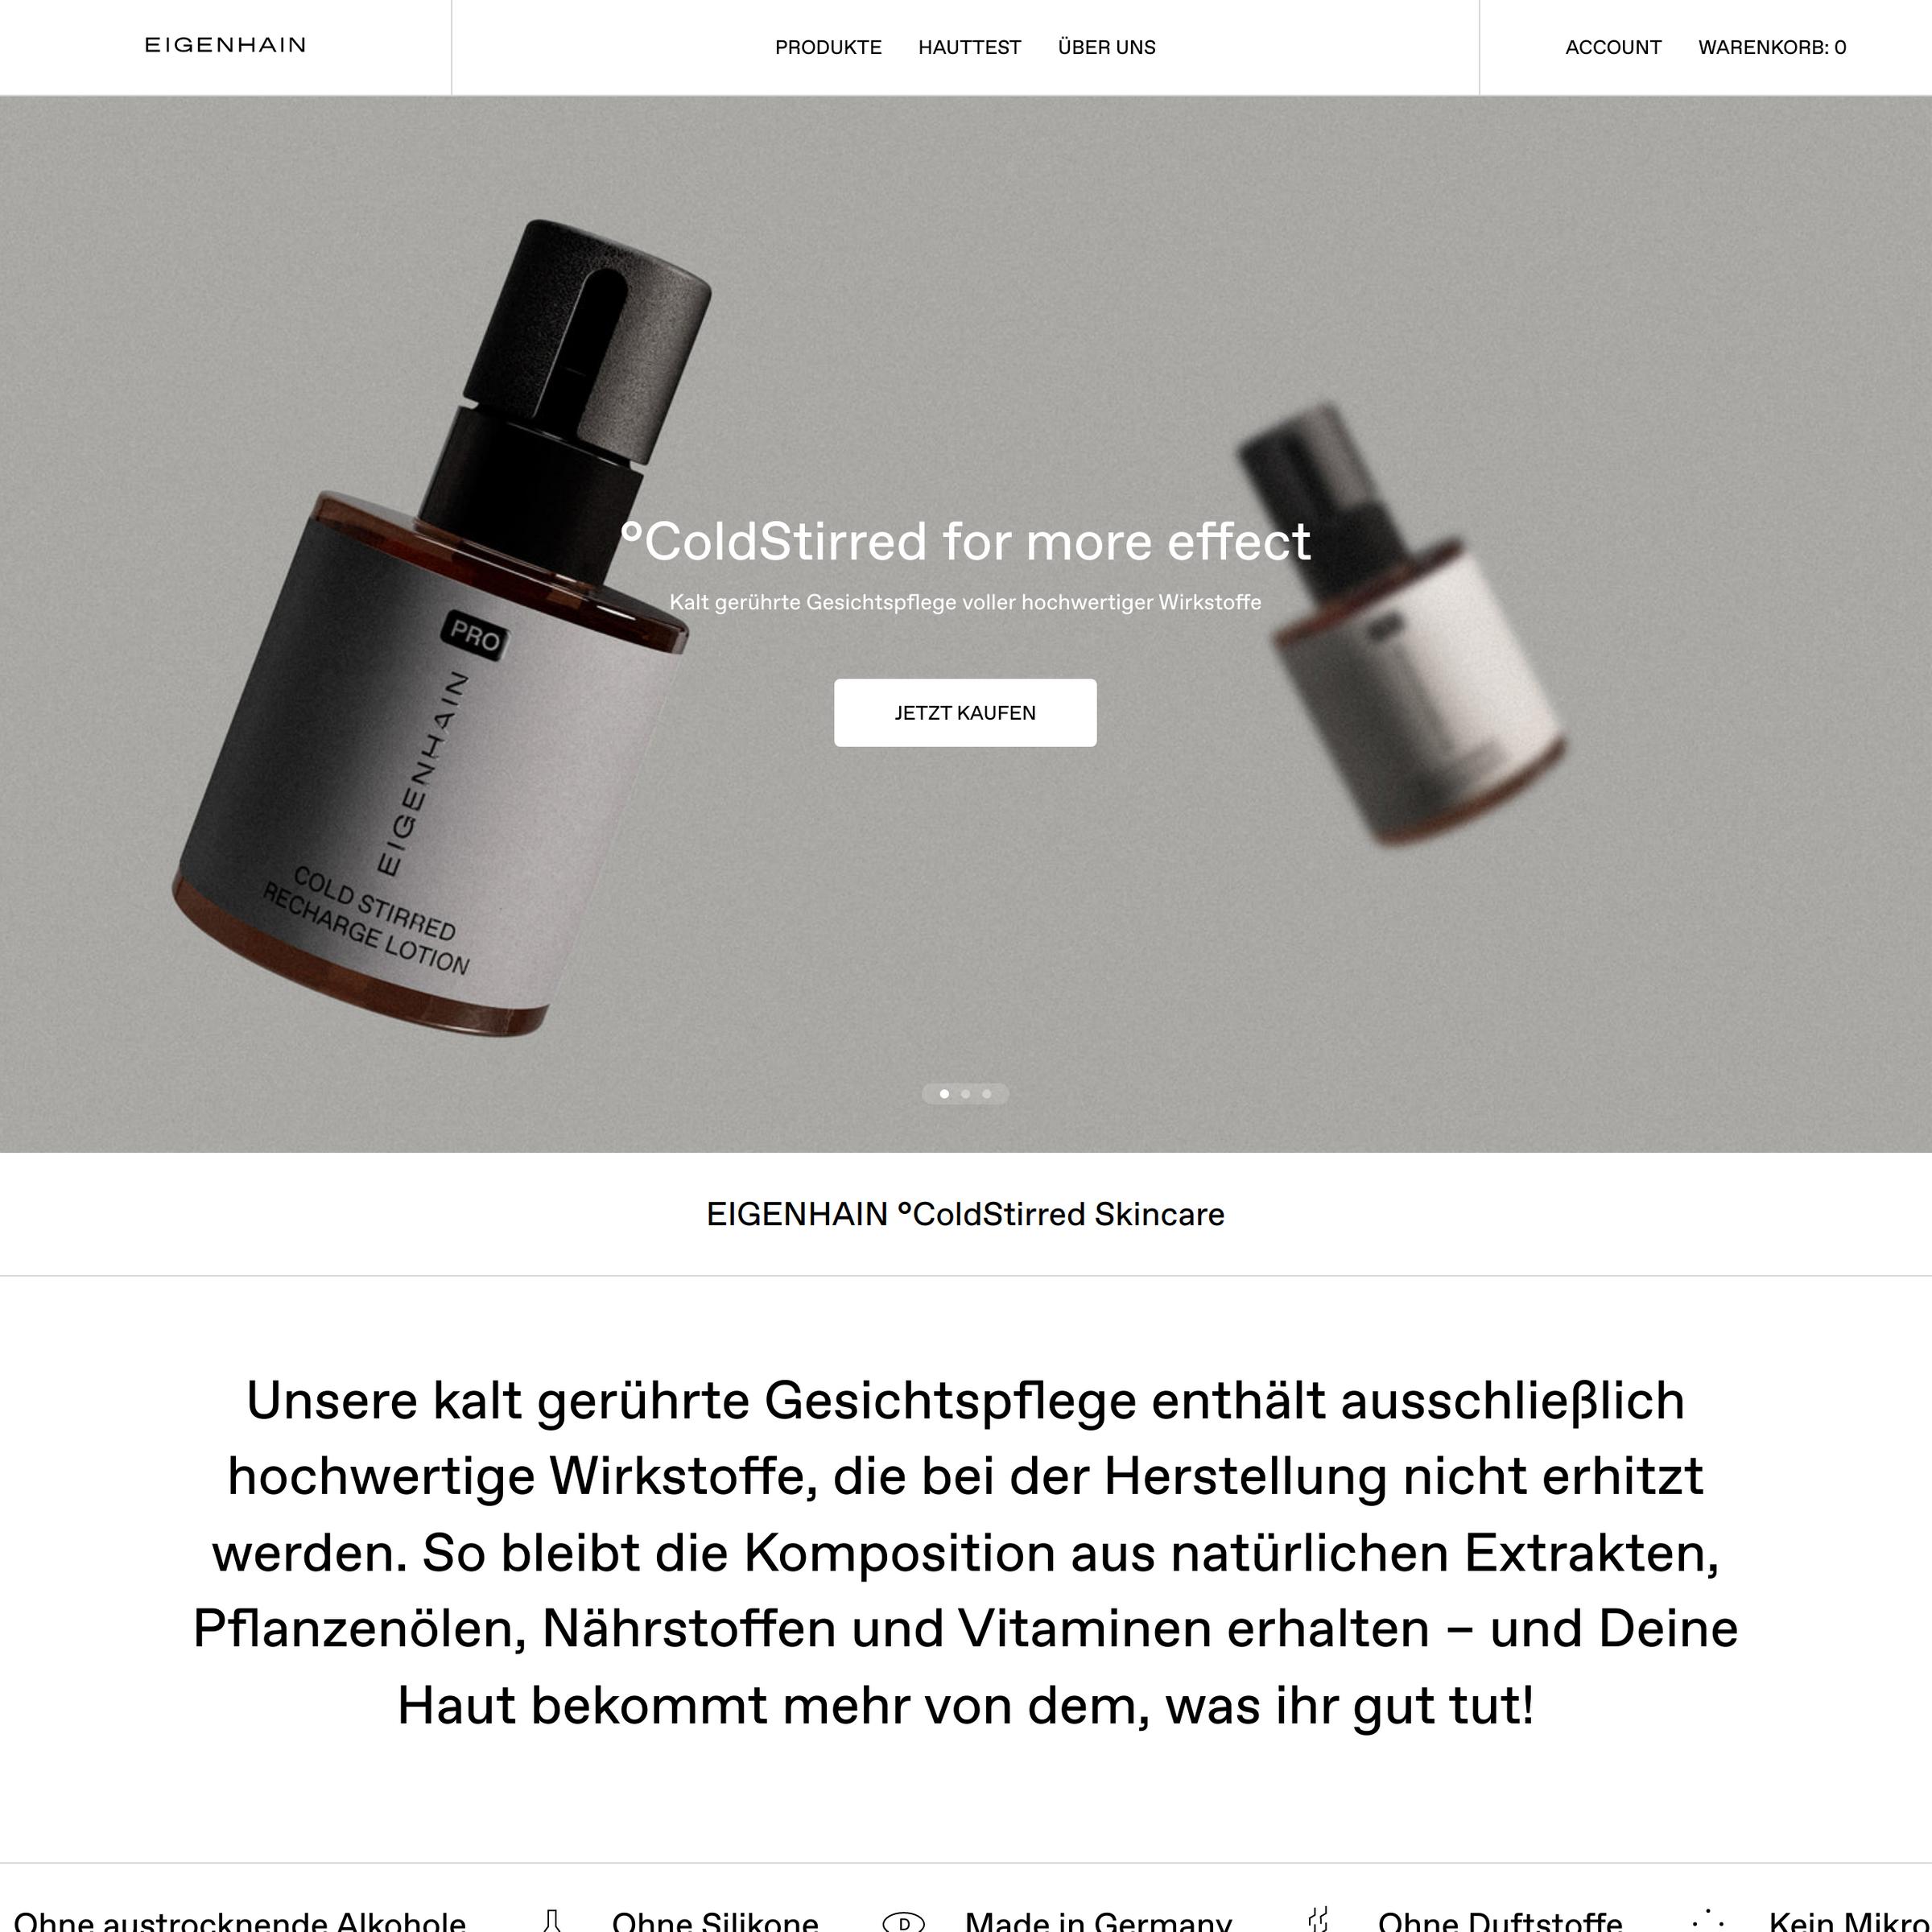 EIGENHAIN
PRODUKTE HAUTTEST ÜBER UNS
ACCOUNT WARENKORB: 0
°ColdStirred for more effect
Kalt gerührte Gesichtspflege voller hochwertiger Wirkstoffe
JETZT KAUFEN
PRO
EIGENHAIN
COLD STIRRED
RECHARGE LOTION
EIGENHAIN °ColdStirred Skincare
Unsere kalt gerührte Gesichtspflege enthält ausschließlich
hochwertige Wirkstoffe, die bei der Herstellung nicht erhitzt
werden. So bleibt die Komposition aus natürlichen Extrakten,
Pflanzenölen, Nährstoffen und Vitaminen erhalten – und Deine
Haut bekommt mehr von dem, was ihr gut tut!
Ohne austrocknende Alkohole Ohne Silikone D Made in Germany Ohne Duftstoffe Kein Mikro